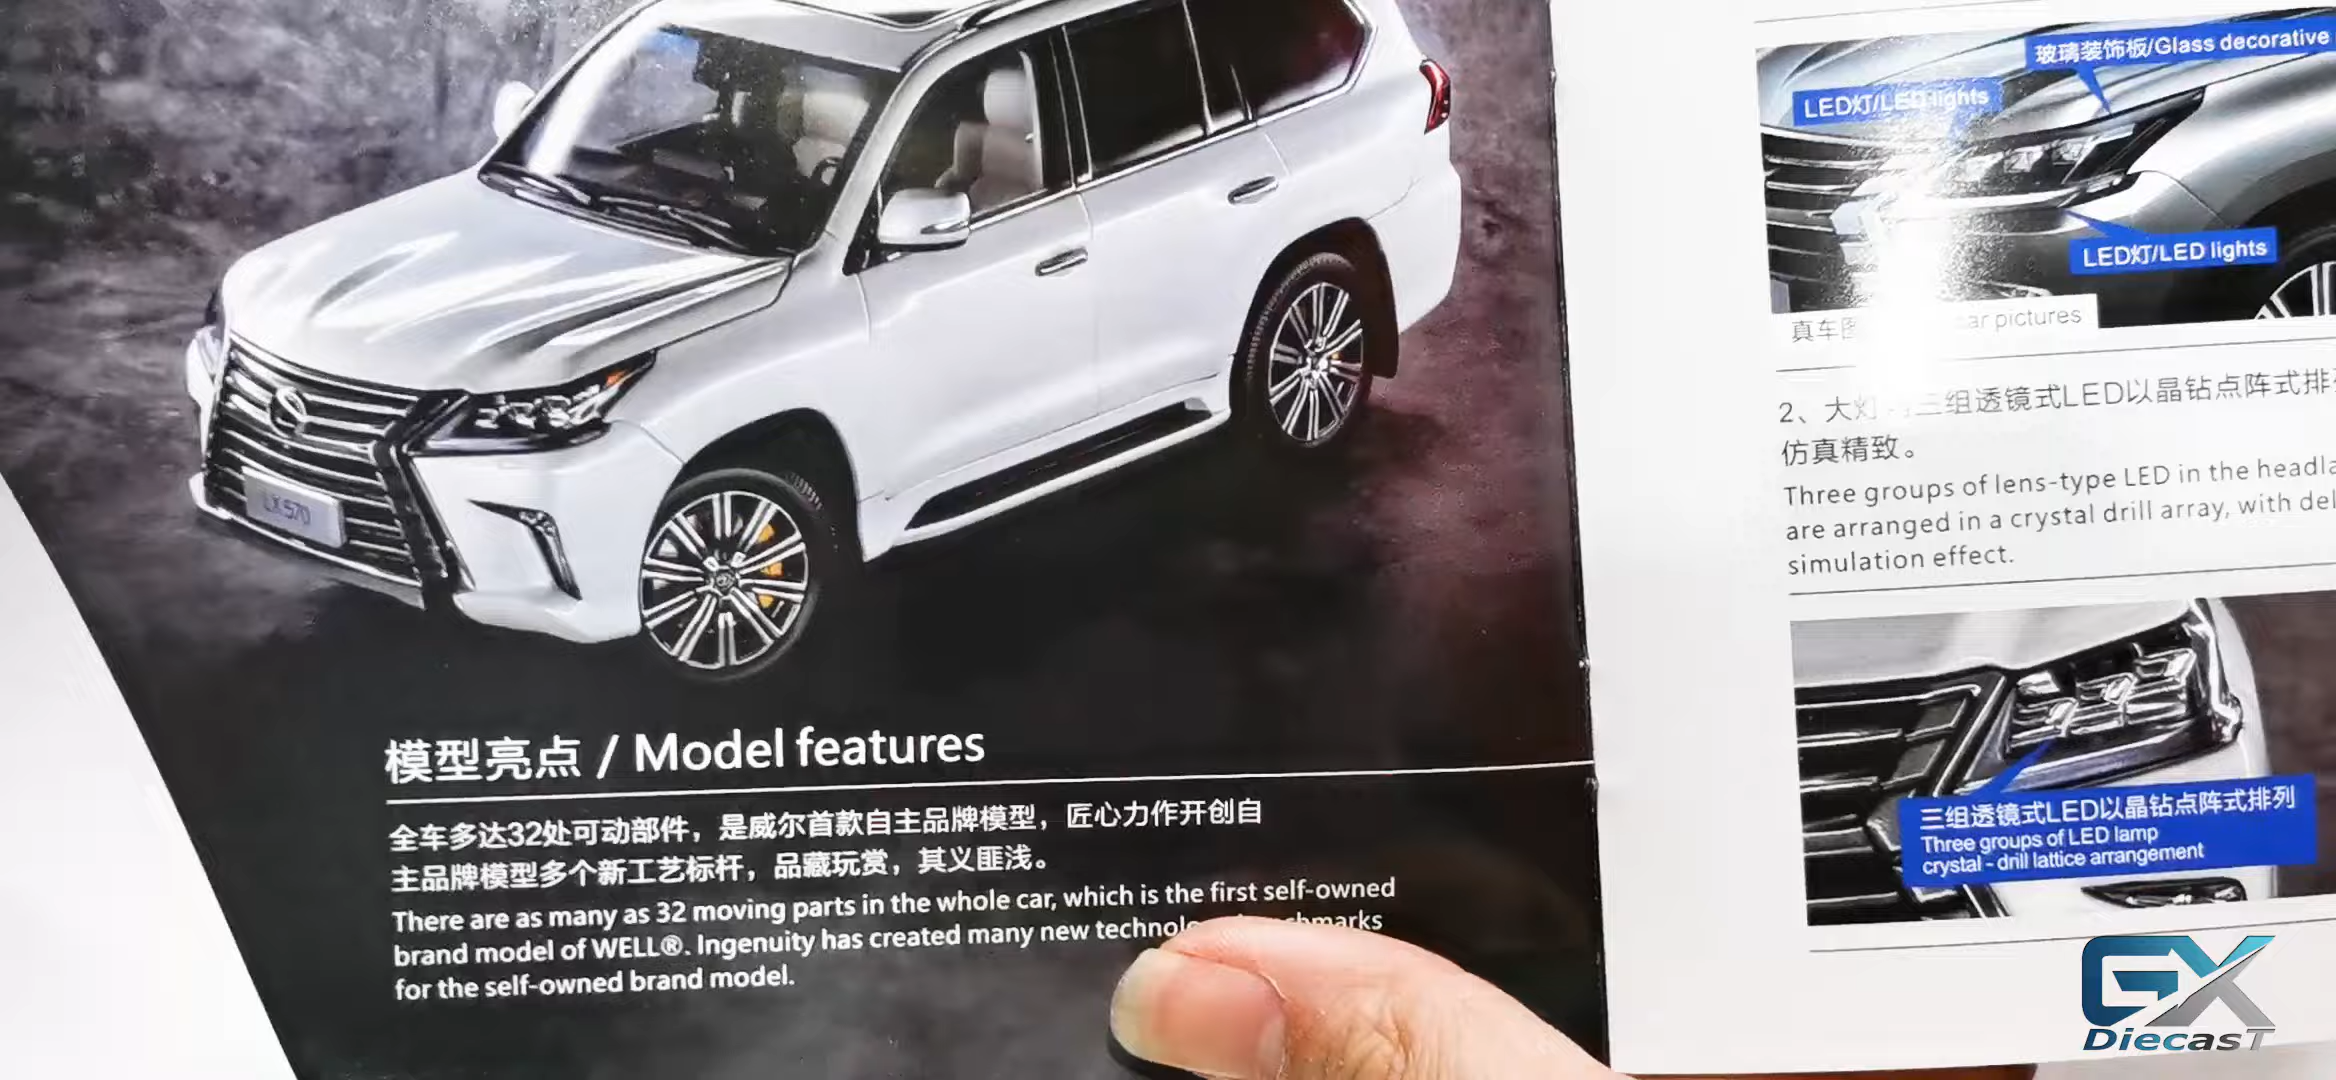 LX 570
模型亮点 / Model features
全车多达32处可动部件，是威尔首款自主品牌模型，匠心力作开创自
主品牌模型多个新工艺标杆，品藏玩赏，其义匪浅。
There are as many as 32 moving parts in the whole car, which is the first self-owned
brand model of WELL®. Ingenuity has created many new
for the self-owned brand model.
玻璃装饰板/Glass decorative
LED灯/LED lights
LED灯/LED lights
真车 pictures
2、大灯 三组透镜式LED以晶钻点阵式排
仿真精致。
Three groups of lens-type LED in the
are arranged in a crystal drill array, with
simulation effect.
三组透镜式LED以晶钻点阵式排列
Three groups of LED lamp
crystal - drill lattice arrangement
GX
DiecasT